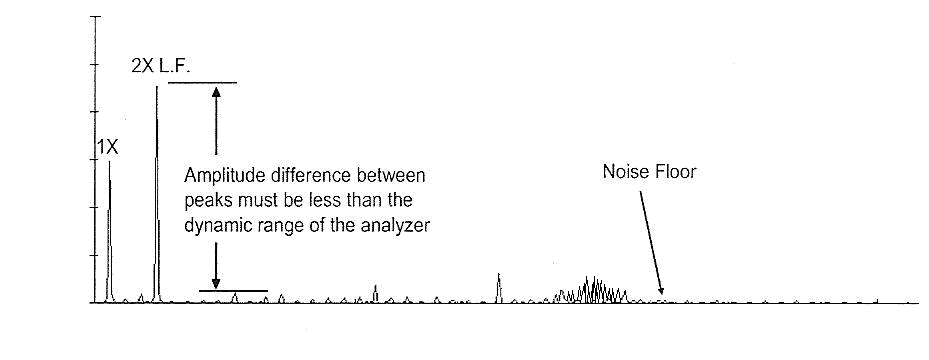 2X L.F.
1X
Amplitude difference between
peaks must be less than the
dynamic range of the analyzer
Noise Floor